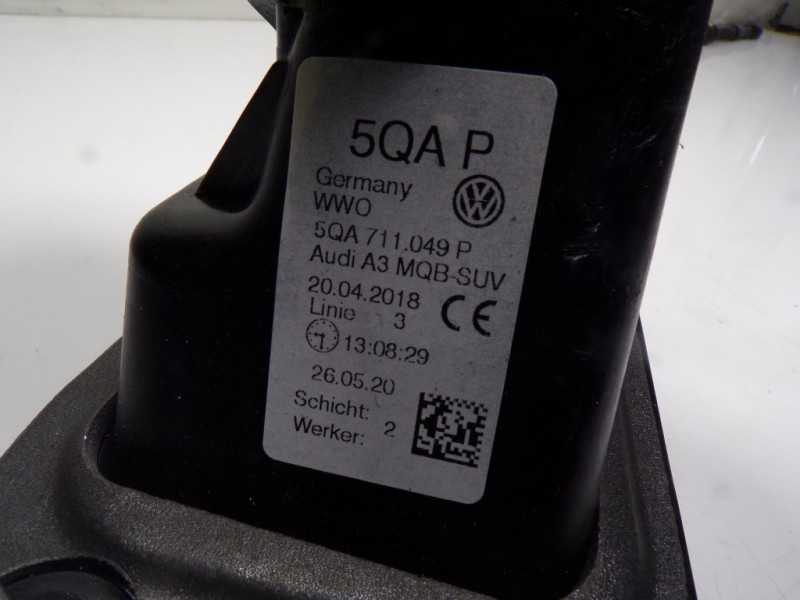 5QA P
Germany
WWO
5QA 711.049 P
Audi A3 MQB-SUV
20.04.2018
Linie 3
CE
13:08:29
26.05.20
Schicht: 2
Werker: